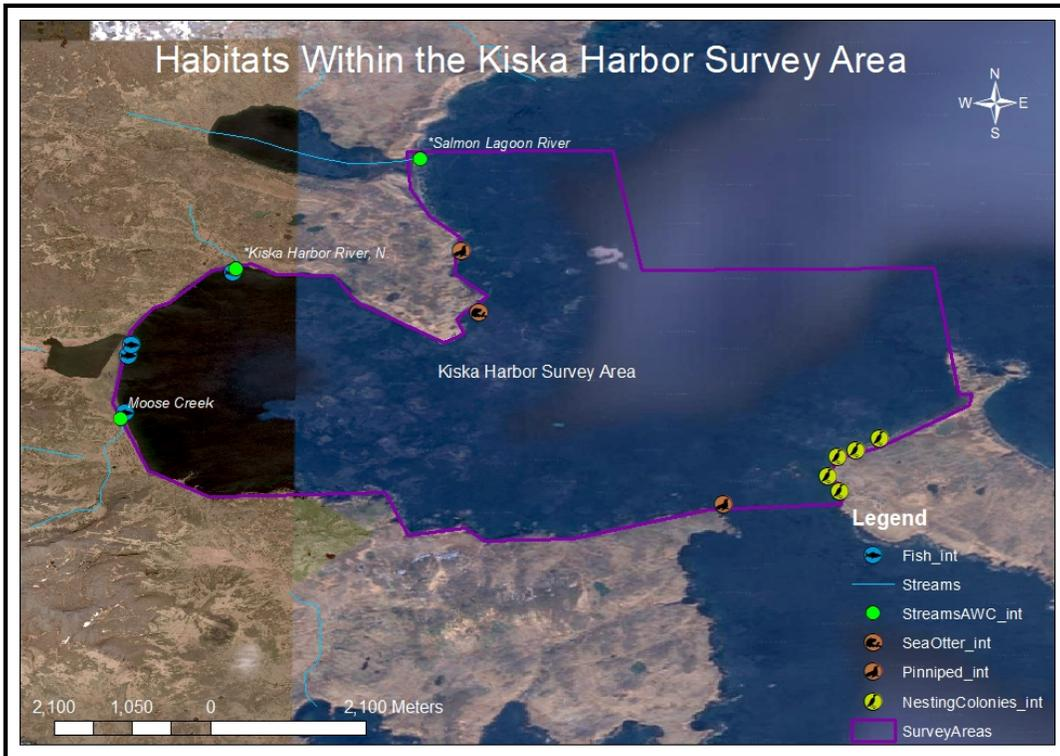 Habitats Within the Kiska Harbor Survey Area
N
W E
S
*Salmon Lagoon River
*Kiska Harbor River, N
Kiska Harbor Survey Area
Moose Creek
Legend
Fish_int
Streams
StreamsAWC_int
SeaOtter_int
Pinniped_int
NestingColonies_int
SurveyAreas
2,100 1,050 0 2,100 Meters